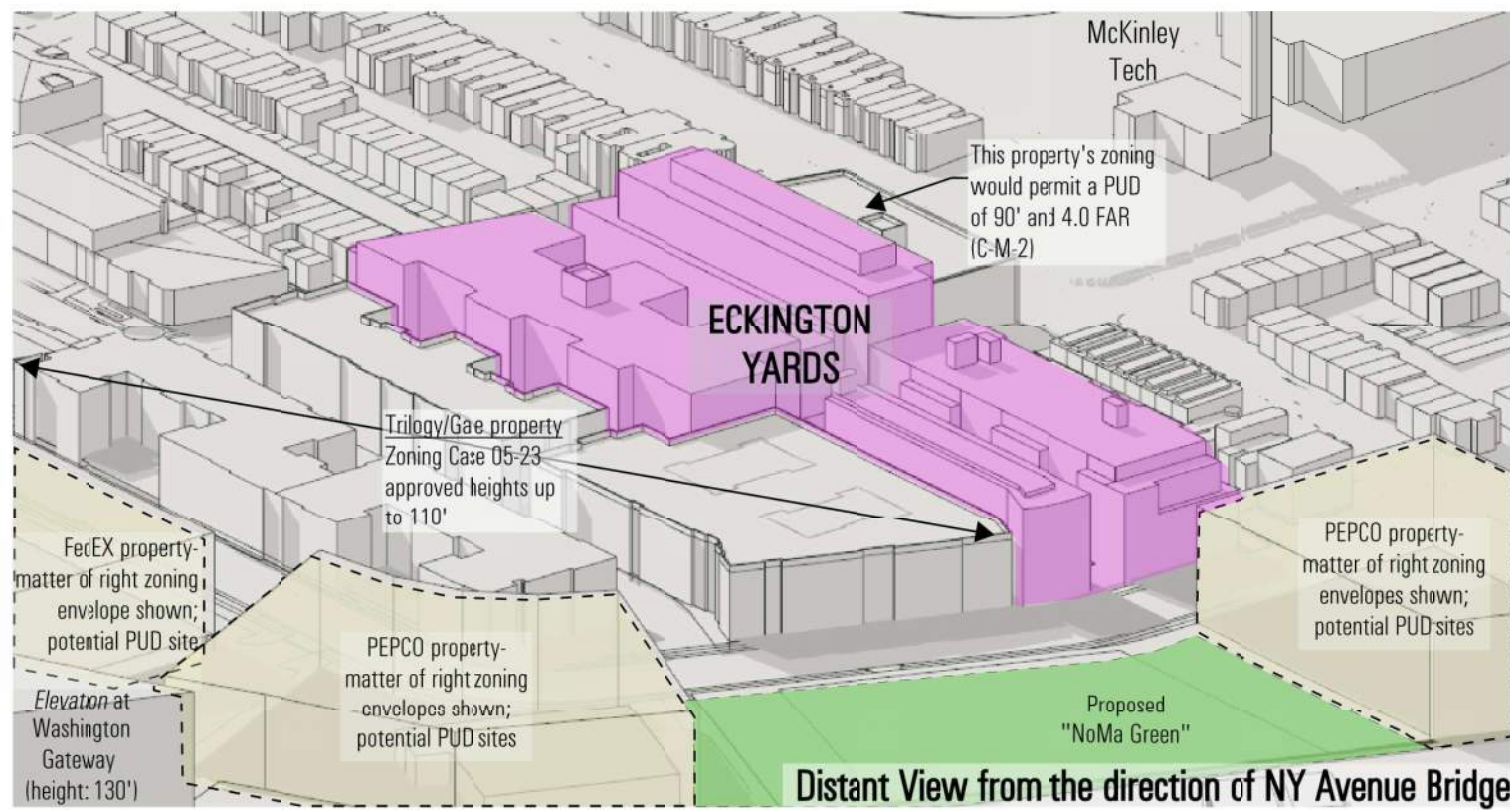 McKinley
Tech
This property's zoning
would permit a PUD
of 90' and 4.0 FAR
(C-M-2)
ECKINGTON
YARDS
Trilogy/Gae property
Zoning Case 05-23
approved heights up
to 110'
FedEX property-
matter of right zoning
envelope shown;
potential PUD site
PEPCO property-
matter of right zoning
envelopes shown;
potential PUD sites
PEPCO property-
matter of right zoning
envelopes shown;
potential PUD sites
Elevation at
Washington
Gateway
(height: 130')
Proposed
"NoMa Green"
Distant View from the direction of NY Avenue Bridge